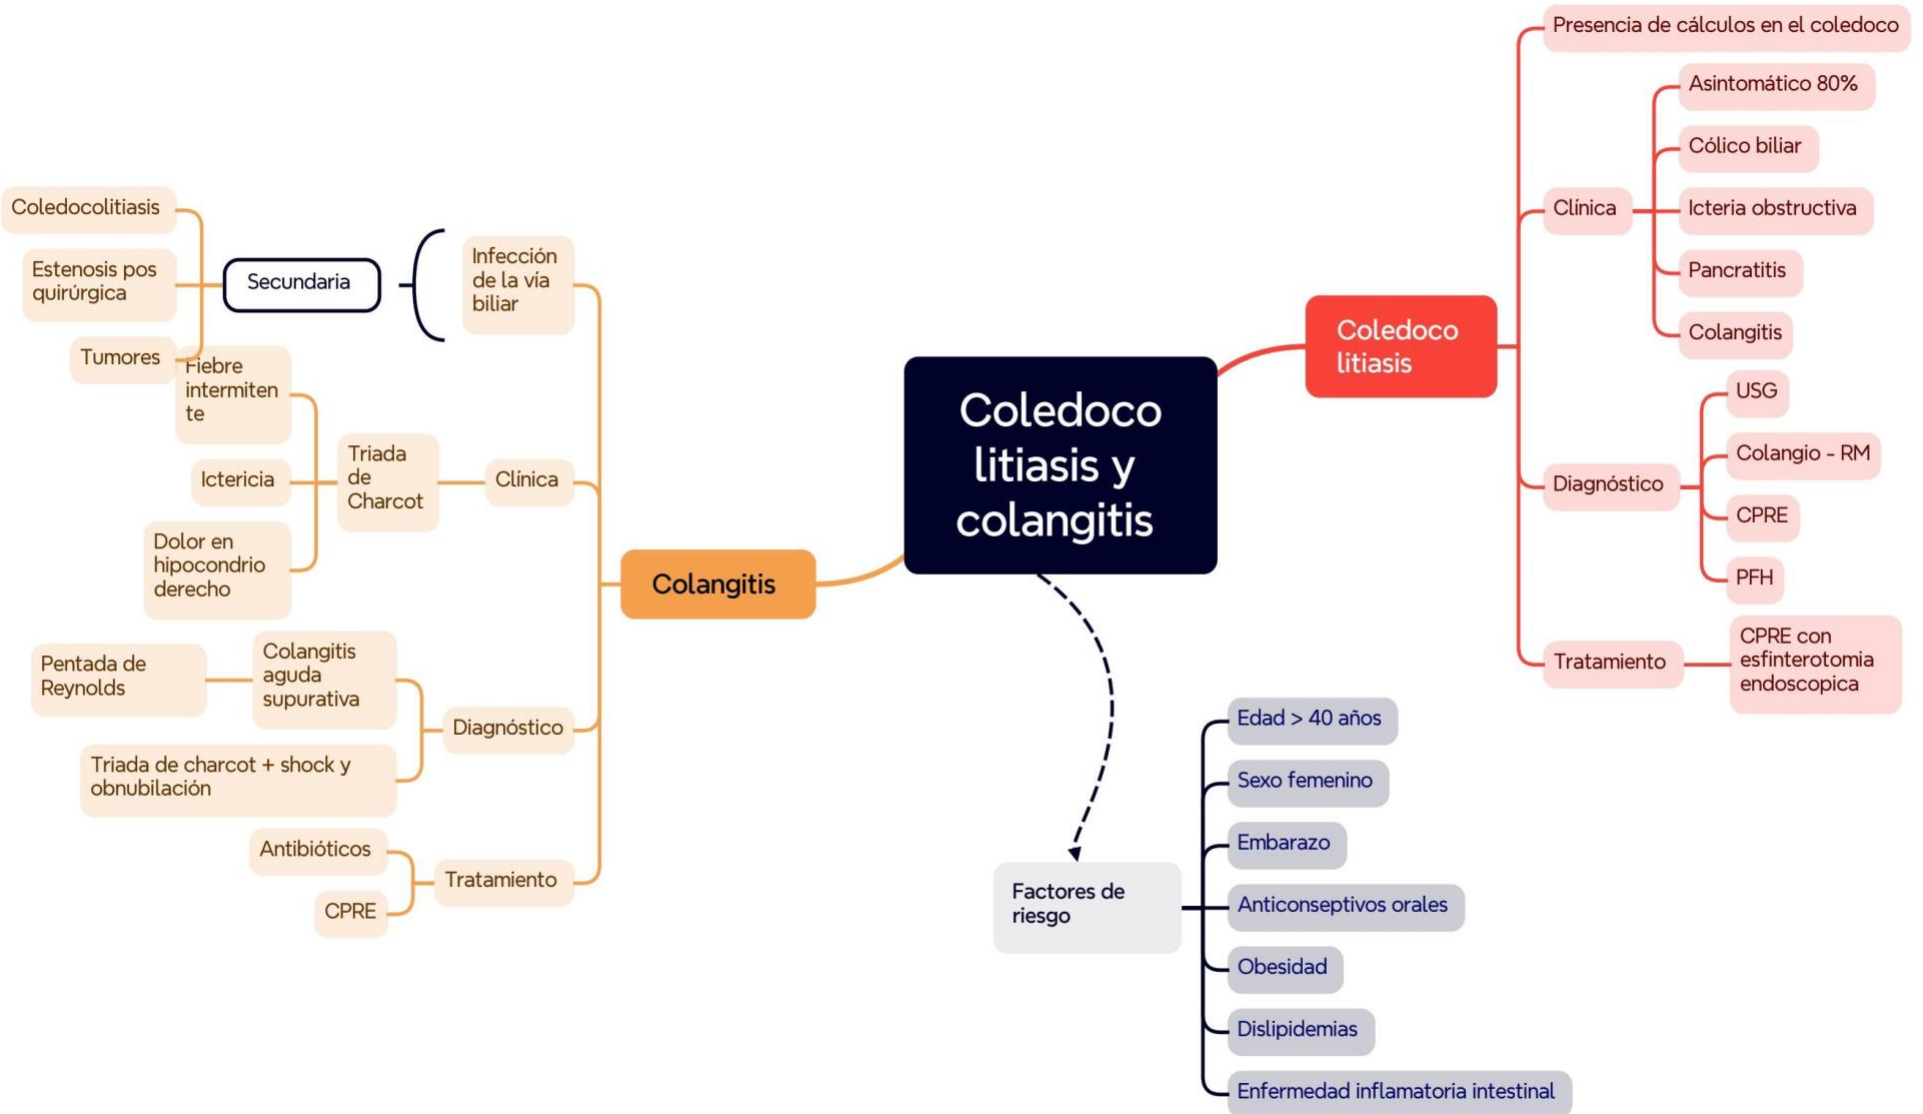 Coledoco
litiasis y
colangitis
Coledoco
litiasis
Presencia de cálculos en el coledoco
Clínica
Asintomático 80%
Cólico biliar
Icteria obstructiva
Pancratitis
Colangitis
Diagnóstico
USG
Colangio - RM
CPRE
PFH
Tratamiento
CPRE con
esfinterotomia
endoscopica
Colangitis
Infección
de la vía
biliar
Secundaria
Coledocolitiasis
Estenosis pos
quirúrgica
Tumores
Clínica
Triada
de
Charcot
Fiebre
intermiten
te
Ictericia
Dolor en
hipocondrio
derecho
Diagnóstico
Colangitis
aguda
supurativa
Pentada de
Reynolds
Triada de charcot + shock y
obnubilación
Tratamiento
Antibióticos
CPRE
Factores de
riesgo
Edad > 40 años
Sexo femenino
Embarazo
Anticonseptivos orales
Obesidad
Dislipidemias
Enfermedad inflamatoria intestinal